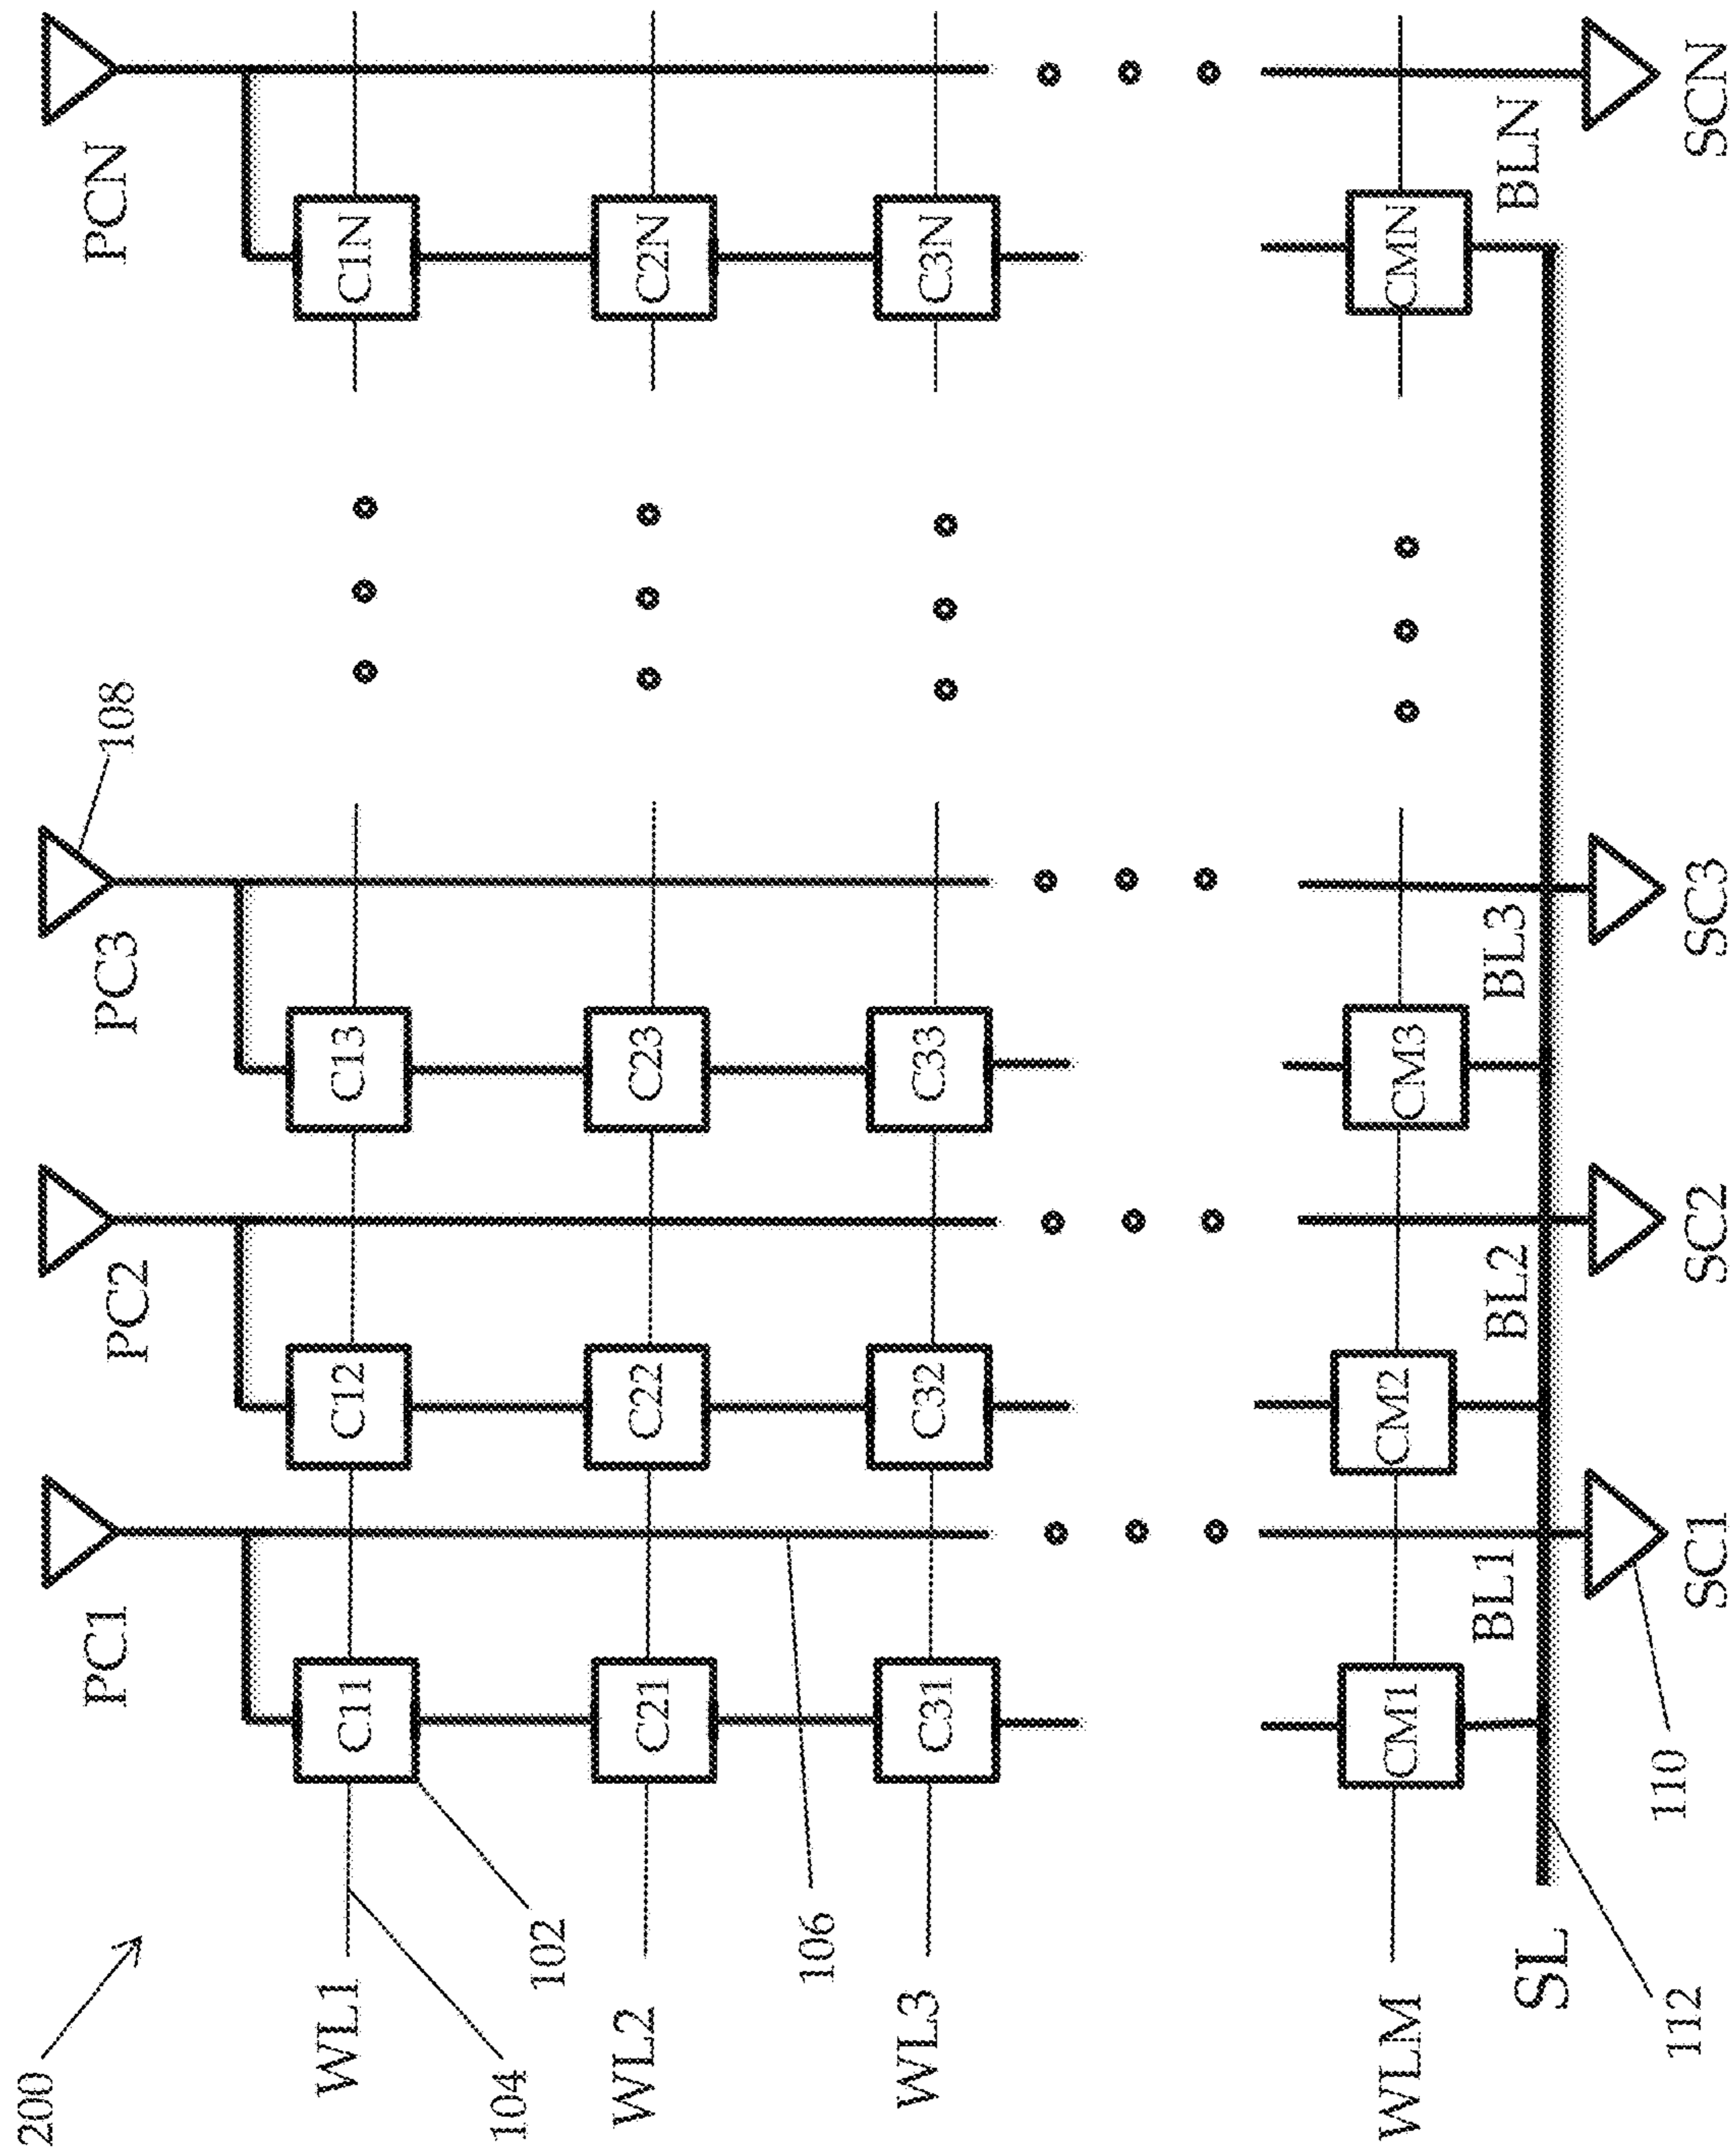 200
PC1 PC2 PC3 108 PCN
WL1 C11 C12 C13 C1N
104
102
WL2 C21 C22 C23 C2N
106
WL3 C31 C32 C33 C3N
WLM CM1 CM2 CM3 CMN
BL1 BL2 BL3 BLN
SL
112
110
SC1 SC2 SC3 SCN